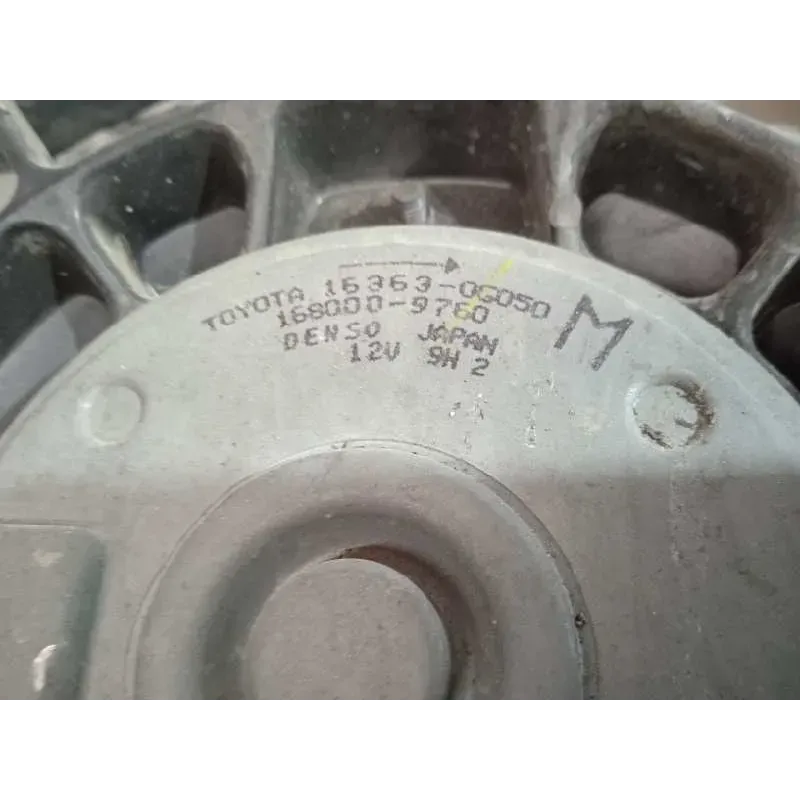 TOYOTA 16363-0G050
168000-9760
DENSO JAPAN
12V 9H 2
M